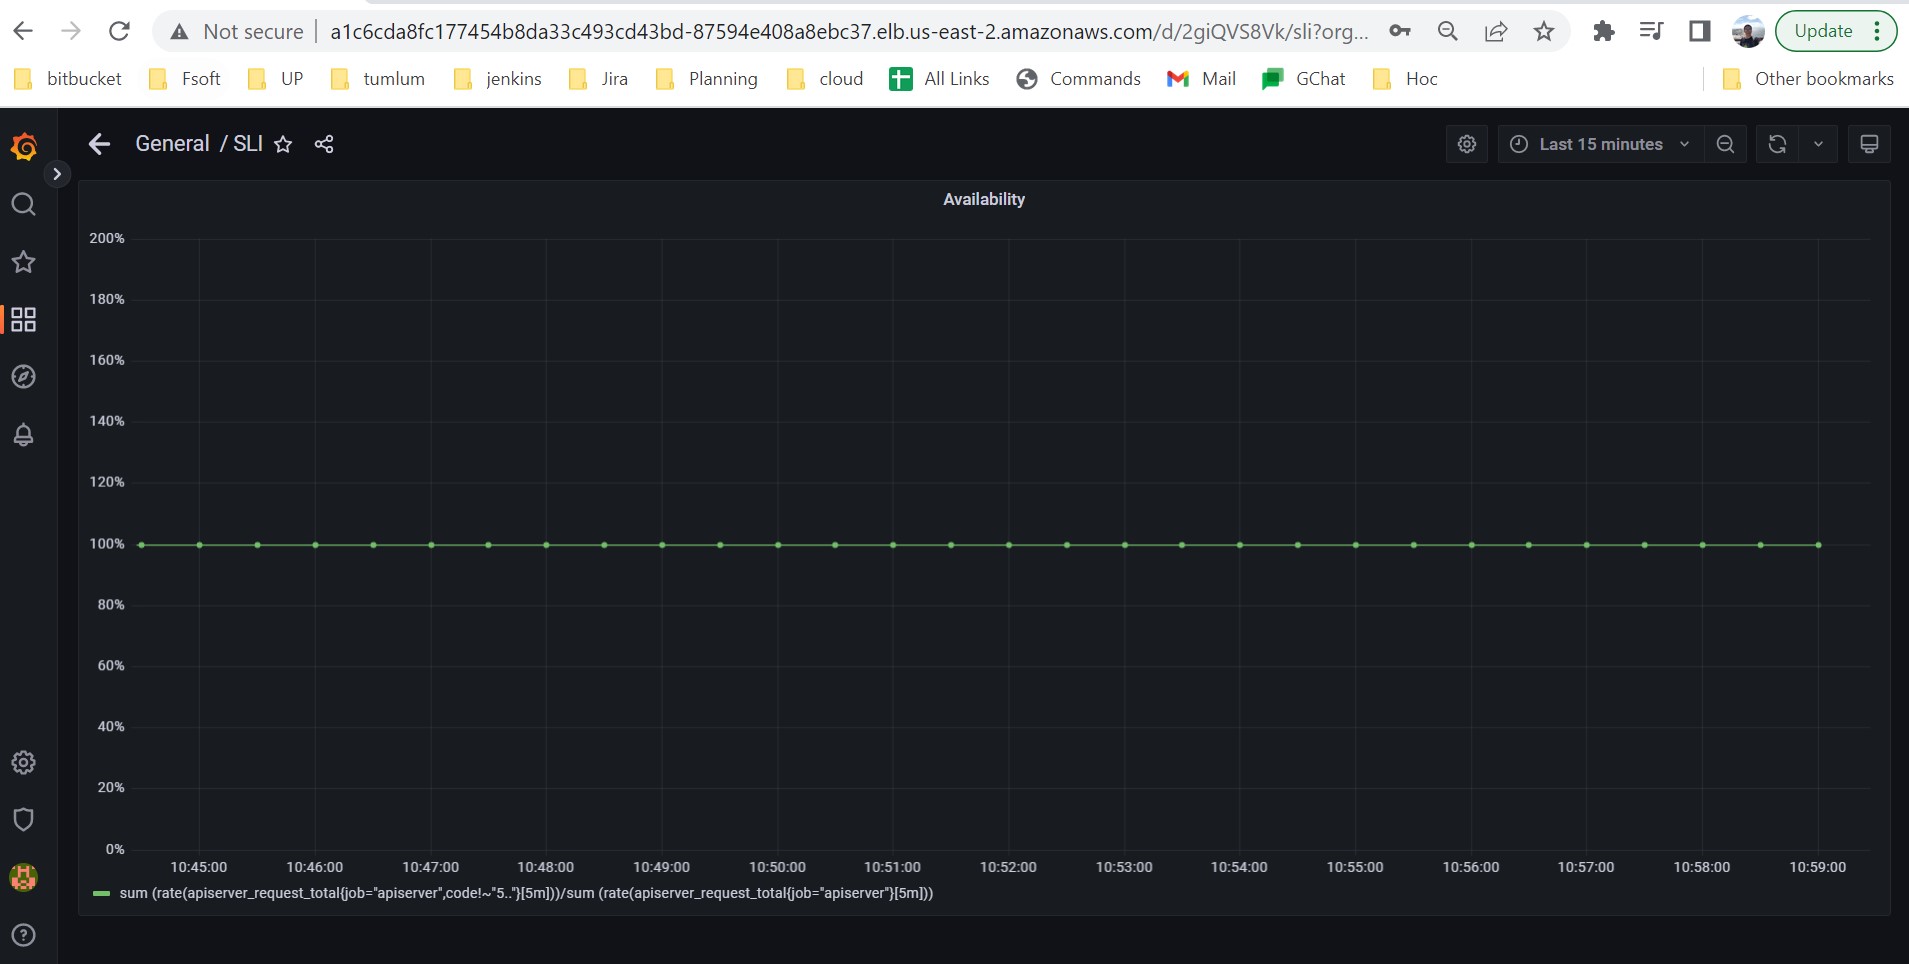 Not secure a1c6cda8fc177454b8da33c493cd43bd-87594e408a8ebc37.elb.us-east-2.amazonaws.com/d/2giQVS8Vk/sli?org... Update
bitbucket Fsoft UP tumlum jenkins Jira Planning cloud All Links Commands Mail GChat Hoc Other bookmarks
General / SLI Last 15 minutes
Availability
200%
180%
160%
140%
120%
100%
80%
60%
40%
20%
0%
10:45:00 10:46:00 10:47:00 10:48:00 10:49:00 10:50:00 10:51:00 10:52:00 10:53:00 10:54:00 10:55:00 10:56:00 10:57:00 10:58:00 10:59:00
sum (rate(apiserver_request_total{job="apiserver",code!~"5.."}[5m]))/sum (rate(apiserver_request_total{job="apiserver"}[5m]))